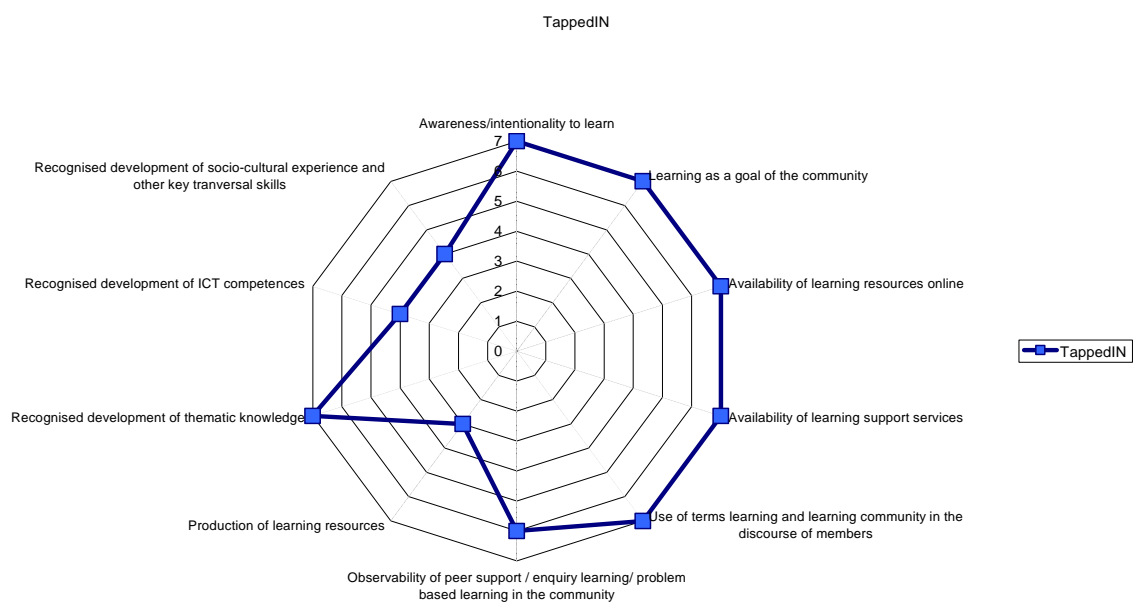 TappedIN
Awareness/intentionality to learn
Recognised development of socio-cultural experience and
other key tranversal skills
Learning as a goal of the community
Recognised development of ICT competences
Availability of learning resources online
7
6
5
4
3
2
1
0
TappedIN
Recognised development of thematic knowledge
Availability of learning support services
Production of learning resources
Use of terms learning and learning community in the
discourse of members
Observability of peer support / enquiry learning/ problem
based learning in the community